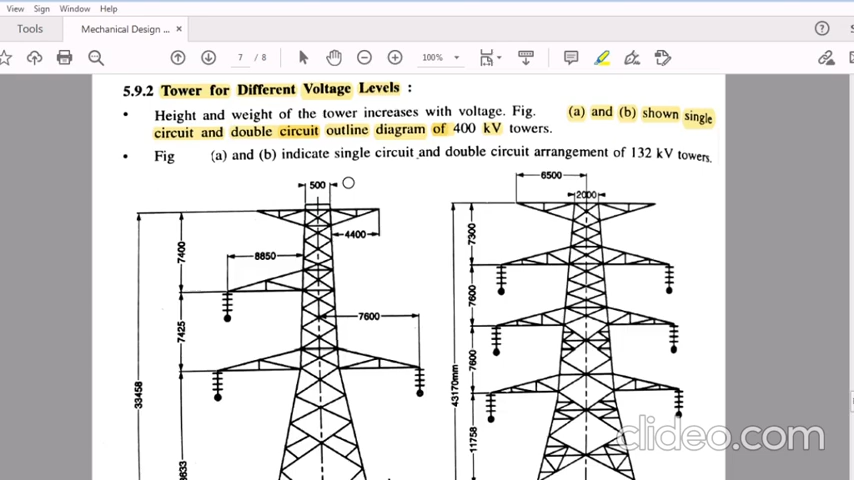 View Sign Window Help
Tools Mechanical Design ... ×
7 / 8 100%
5.9.2 Tower for Different Voltage Levels :
• Height and weight of the tower increases with voltage. Fig. (a) and (b) shown single
circuit and double circuit outline diagram of 400 kV towers.
• Fig (a) and (b) indicate single circuit and double circuit arrangement of 132 kV towers.
500
6500
2000
4400
7400
7300
8850
7600
7600
7425
7600
33458
43170mm
11758
clideo.com